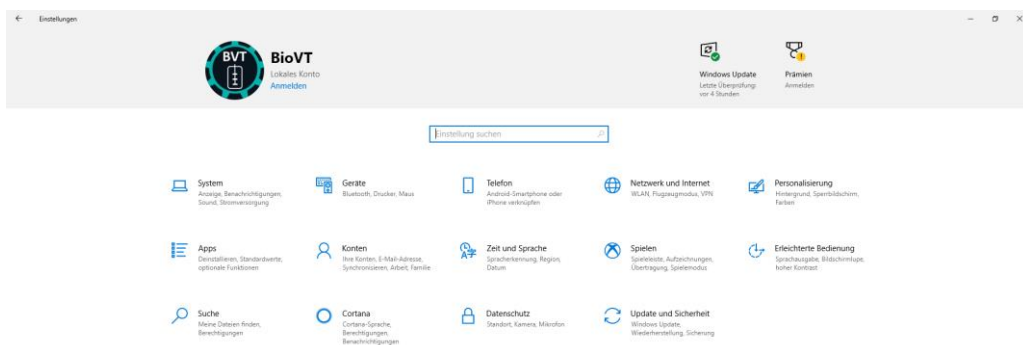 Einstellungen
BVT
BioVT
Lokales Konto
Anmelden
Windows Update
Letzte Überprüfung:
vor 4 Stunden
Prämien
Anmelden
Einstellung suchen
System
Anzeige, Benachrichtigungen,
Sound, Stromversorgung
Geräte
Bluetooth, Drucker, Maus
Telefon
Android-Smartphone oder
iPhone verknüpfen
Netzwerk und Internet
WLAN, Flugzeugmodus, VPN
Personalisierung
Hintergrund, Sperrbildschirm,
Farben
Apps
Deinstallieren, Standardwerte,
optionale Funktionen
Konten
Ihre Konten, E-Mail-Adresse,
Synchronisieren, Arbeit, Familie
Zeit und Sprache
Spracherkennung, Region,
Datum
Spielen
Spieleleiste, Aufzeichnungen,
Übertragung, Spielemodus
Erleichterte Bedienung
Sprachausgabe, Bildschirmlupe,
hoher Kontrast
Suche
Meine Dateien finden,
Berechtigungen
Cortana
Cortana-Sprache,
Berechtigungen,
Benachrichtigungen
Datenschutz
Standort, Kamera, Mikrofon
Update und Sicherheit
Windows Update,
Wiederherstellung, Sicherung